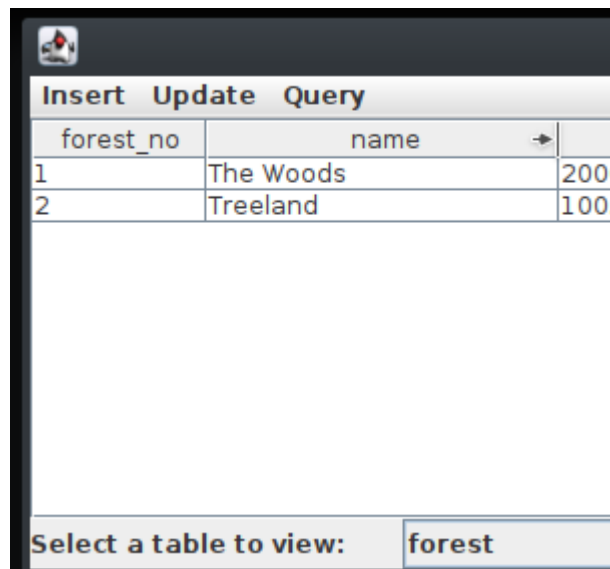 Insert Update Query
forest_no name
1 The Woods 200
2 Treeland 100
Select a table to view: forest